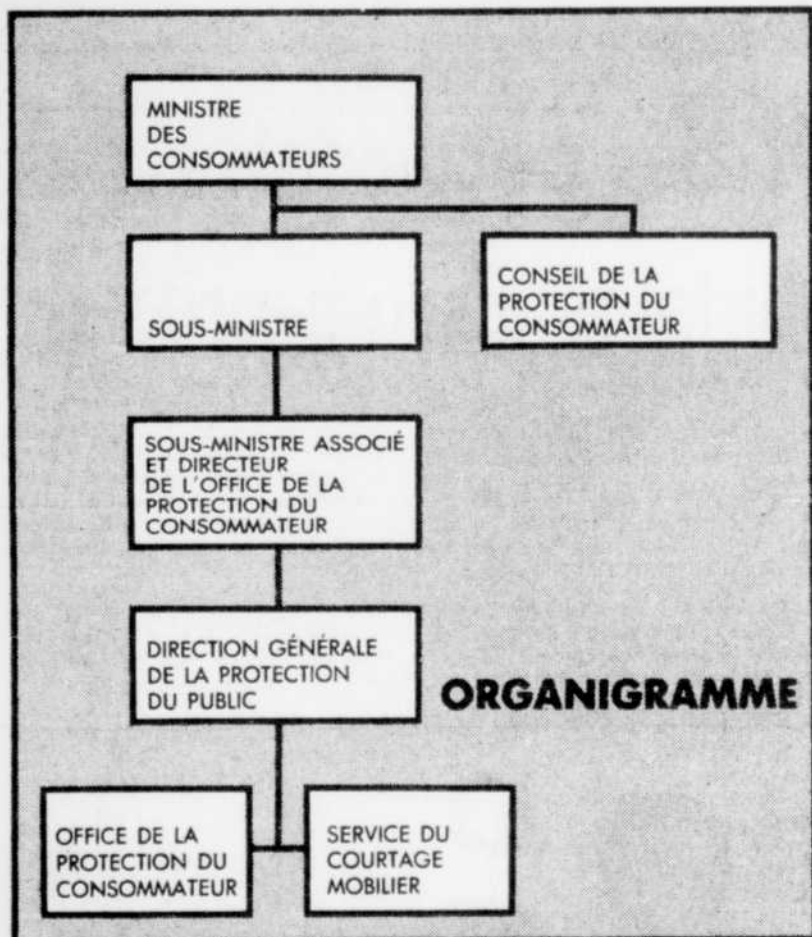 MINISTRE
DES
CONSOMMATEURS
SOUS-MINISTRE
CONSEIL DE LA
PROTECTION DU
CONSOMMATEUR
SOUS-MINISTRE ASSOCIÉ
ET DIRECTEUR
DE L'OFFICE DE LA
PROTECTION DU
CONSOMMATEUR
DIRECTION GÉNÉRALE
DE LA PROTECTION
DU PUBLIC
ORGANIGRAMME
OFFICE DE LA
PROTECTION DU
CONSOMMATEUR
SERVICE DU
COURTAGE
MOBILIER